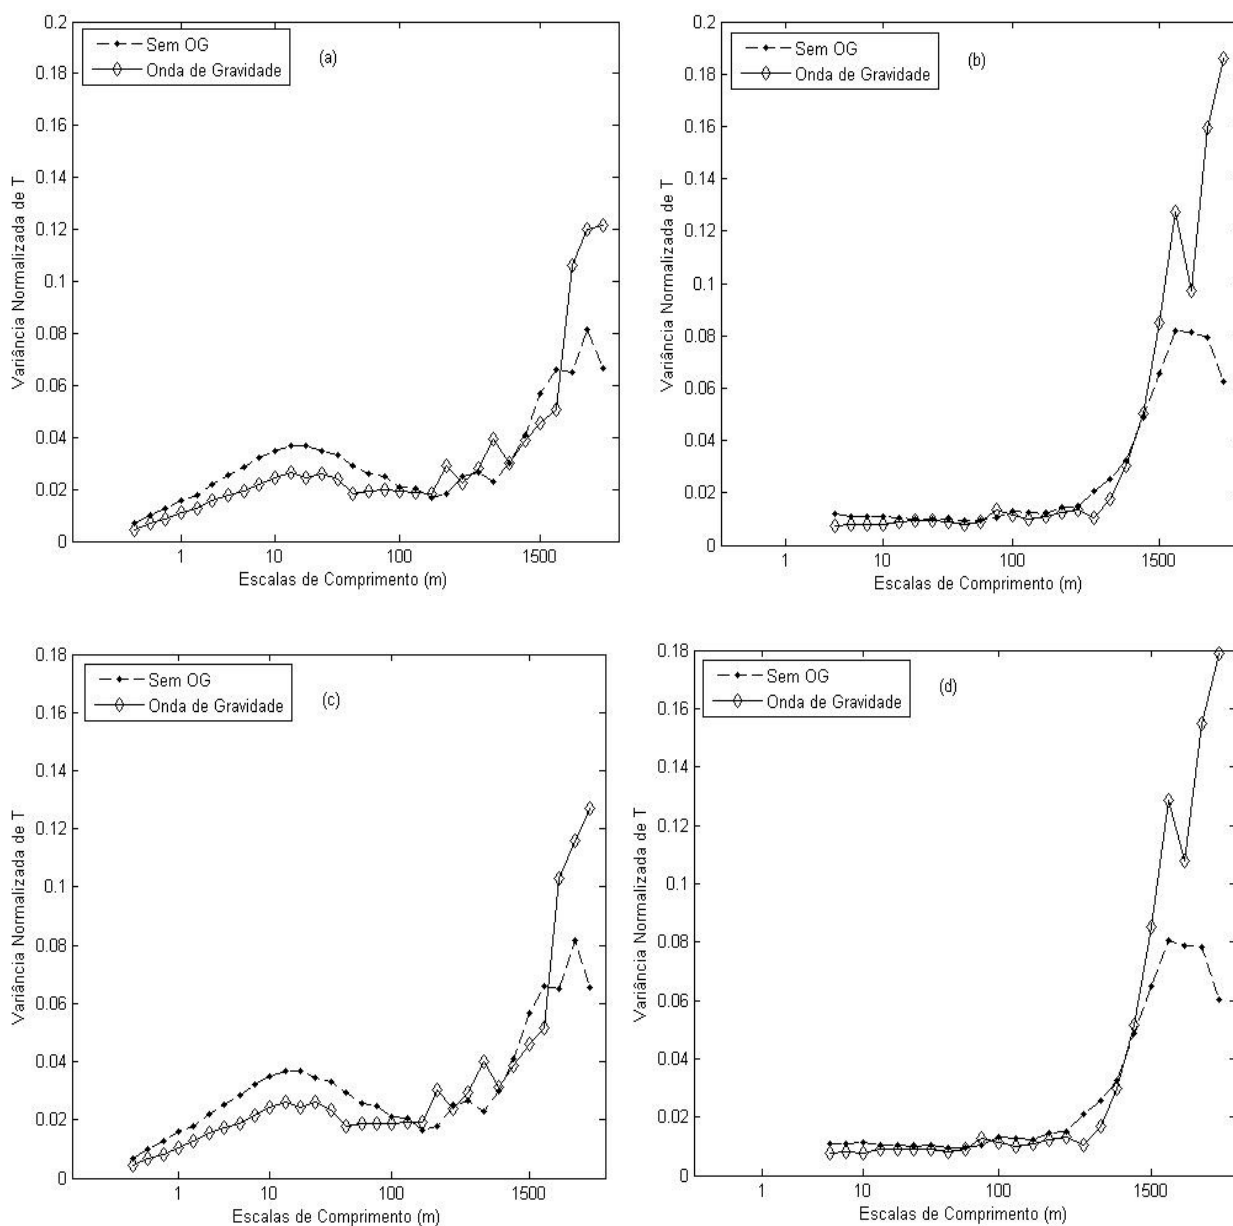 0.2
0.18
0.16
0.14
0.12
0.1
0.08
0.06
0.04
0.02
0
Variância Normalizada de T
Sem OG
Onda de Gravidade
(a)
1 10 100 1500
Escalas de Comprimento (m)
0.2
0.18
0.16
0.14
0.12
0.1
0.08
0.06
0.04
0.02
0
Variância Normalizada de T
Sem OG
Onda de Gravidade
(b)
1 10 100 1500
Escalas de Comprimento (m)
0.18
0.16
0.14
0.12
0.1
0.08
0.06
0.04
0.02
0
Variância Normalizada de T
Sem OG
Onda de Gravidade
(c)
1 10 100 1500
Escalas de Comprimento (m)
0.18
0.16
0.14
0.12
0.1
0.08
0.06
0.04
0.02
0
Variância Normalizada de T
Sem OG
Onda de Gravidade
(d)
1 10 100 1500
Escalas de Comprimento (m)